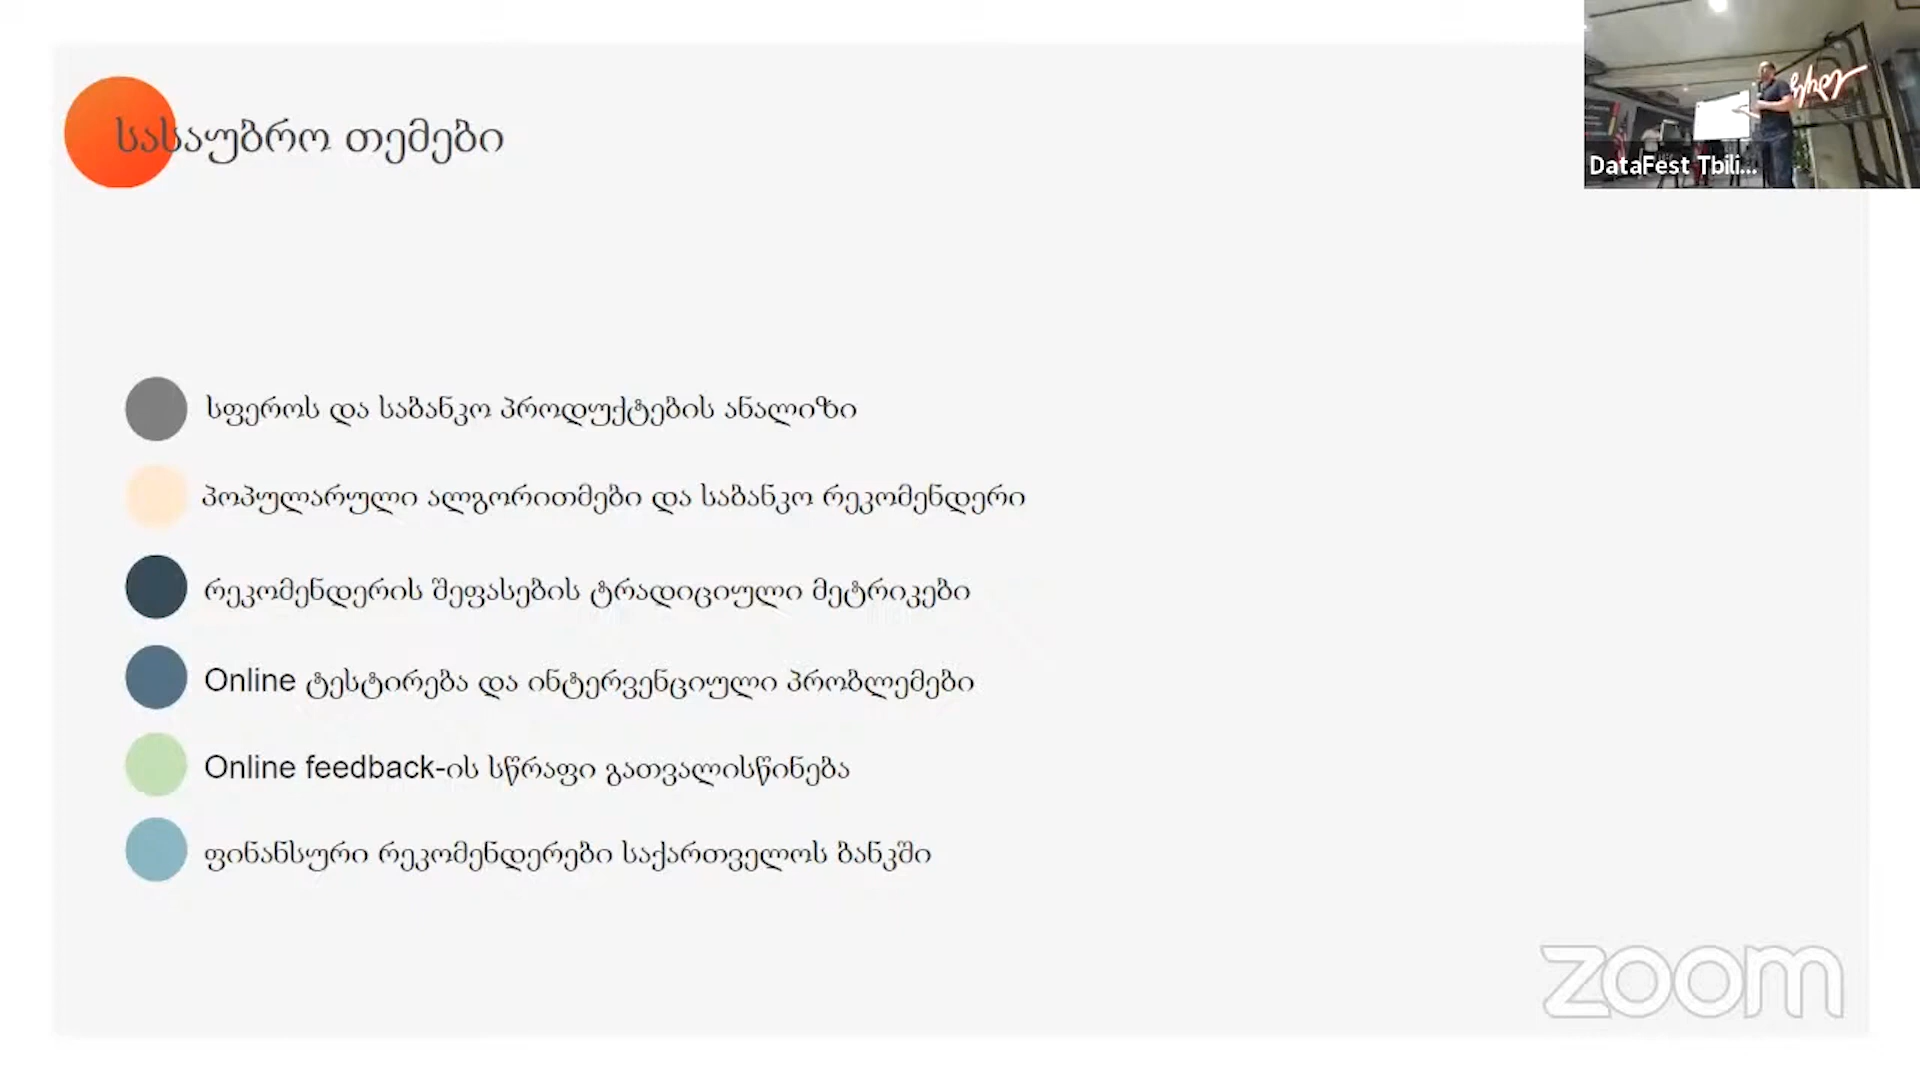 სასაუბრო თემები
DataFest Tbili...
სფეროს და საბანკო პროდუქტების ანალიზი
პოპულარული ალგორითმები და საბანკო რეკომენდერი
რეკომენდერის შეფასების ტრადიციული მეტრიკები
Online ტესტირება და ინტერვენციული პრობლემები
Online feedback-ის სწრაფი გათვალისწინება
ფინანსური რეკომენდერები საქართველოს ბანკში
zoom